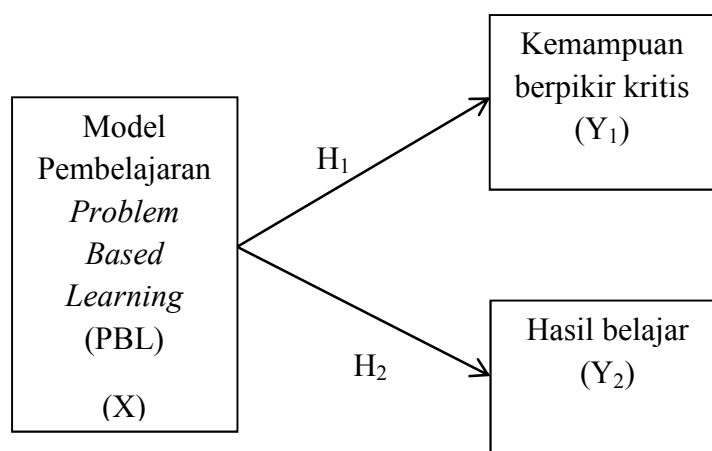 Model
Pembelajaran
Problem
Based
Learning
(PBL)
(X)
H₁
H₂
Kemampuan
berpikir kritis
(Y₁)
Hasil belajar
(Y₂)